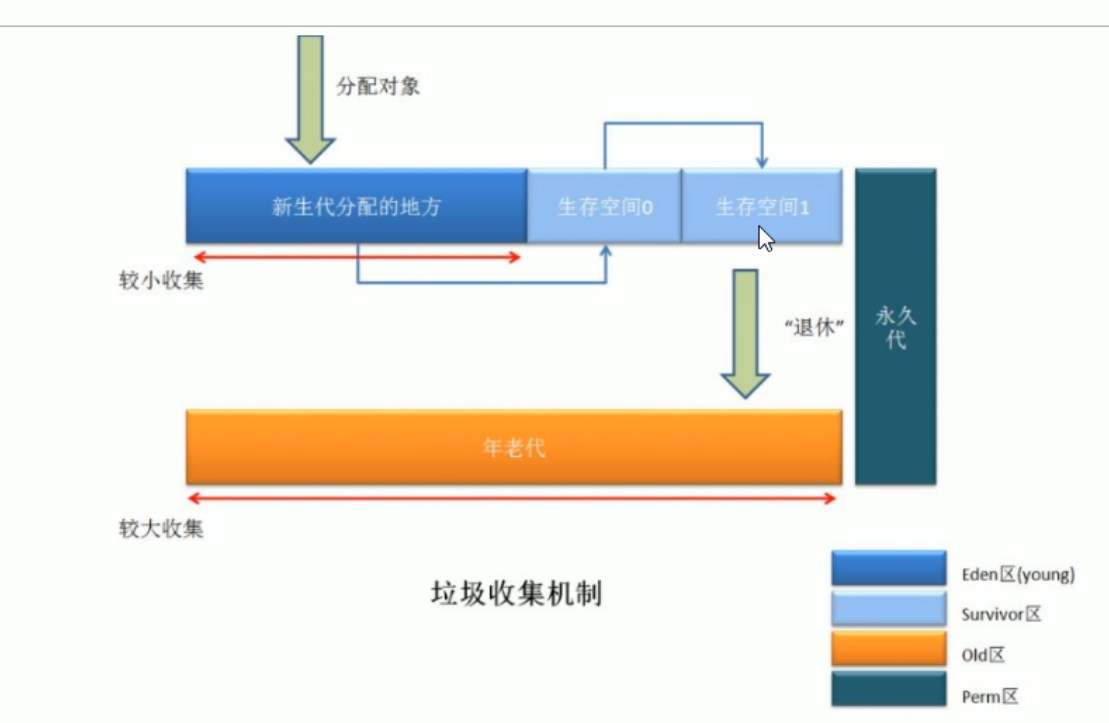 分配对象
新生代分配的地方
生存空间0
生存空间1
较小收集
“退休”
永久
代
年老代
较大收集
垃圾收集机制
Eden区(young)
Survivor区
Old区
Perm区